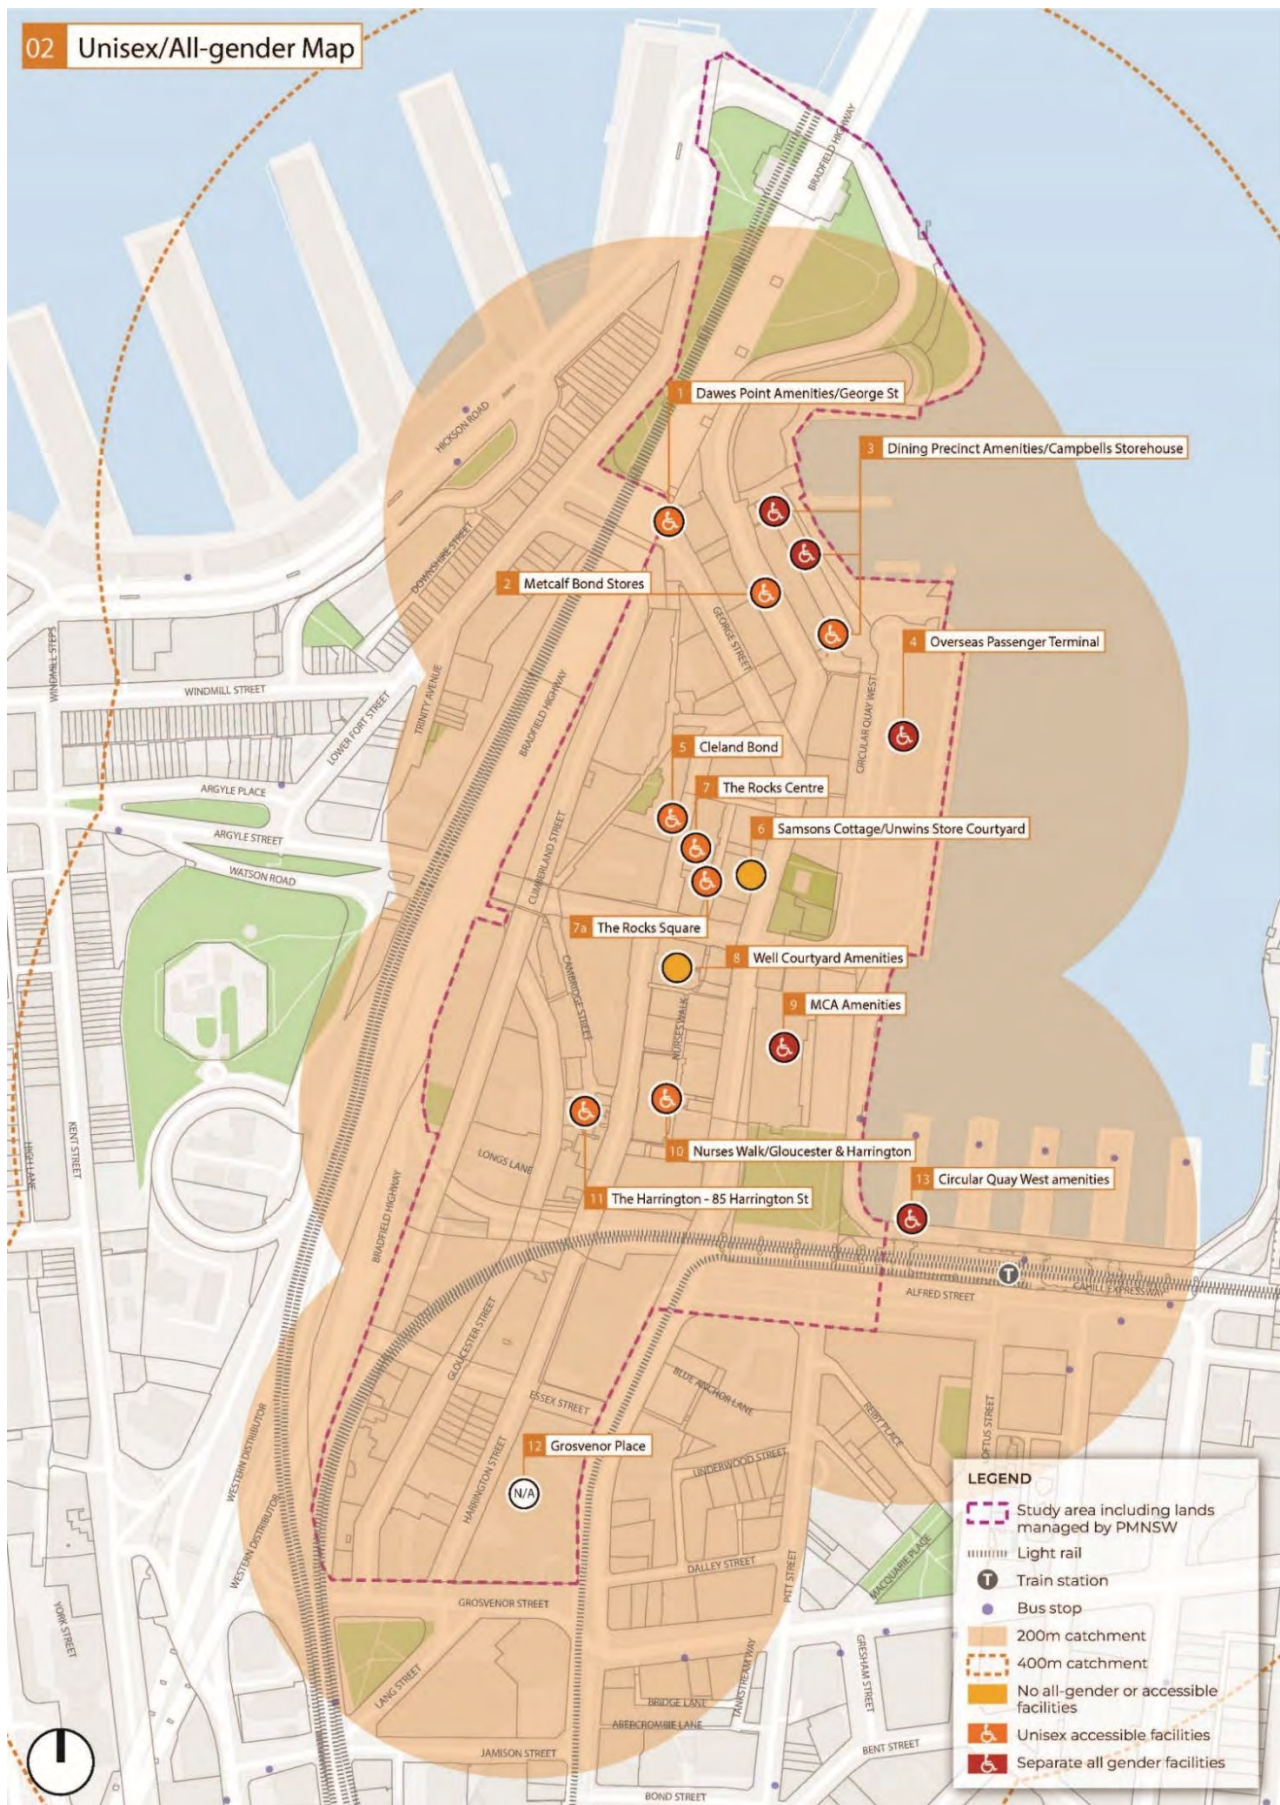 02 Unisex/All-gender Map
BRADFIELD HIGHWAY
1 Dawes Point Amenities/George St
HICKSON ROAD
3 Dining Precinct Amenities/Campbells Storehouse
DOWNSHIRE STREET
2 Metcalf Bond Stores
GEORGE STREET
4 Overseas Passenger Terminal
WINDMILL STEPS
WINDMILL STREET
TRINITY AVENUE
LOWER FORT STREET
BRADFIELD HIGHWAY
CIRCULAR QUAY WEST
5 Cleland Bond
7 The Rocks Centre
ARGYLE PLACE
6 Samsons Cottage/Unwins Store Courtyard
ARGYLE STREET
WATSON ROAD
CUMBERLAND STREET
7a The Rocks Square
8 Well Courtyard Amenities
CAMBRIDGE STREET
9 MCA Amenities
NURSES WALK
KENT STREET
HIGH LANE
LONGS LANE
10 Nurses Walk/Gloucester & Harrington
13 Circular Quay West amenities
11 The Harrington - 85 Harrington St
BRADFIELD HIGHWAY
T
ALFRED STREET
CAHILL EXPRESSWAY
GLOUCESTER STREET
BLUE ANCHOR LANE
ESSEX STREET
REIBY PLACE
LOFTUS STREET
WESTERN DISTRIBUTOR
12 Grosvenor Place
HARRINGTON STREET
N/A
UNDERWOOD STREET
WESTERN DISTRIBUTOR
DALLEY STREET
PITT STREET
MACQUARIE PLACE
GROSVENOR STREET
YORK STREET
LANG STREET
TANKSTREAM WAY
GRESHAM STREET
BRIDGE LANE
ABERCROMBIE LANE
JAMISON STREET
BENT STREET
BOND STREET
LEGEND
Study area including lands
managed by PMNSW
Light rail
T Train station
Bus stop
200m catchment
400m catchment
No all-gender or accessible
facilities
Unisex accessible facilities
Separate all gender facilities